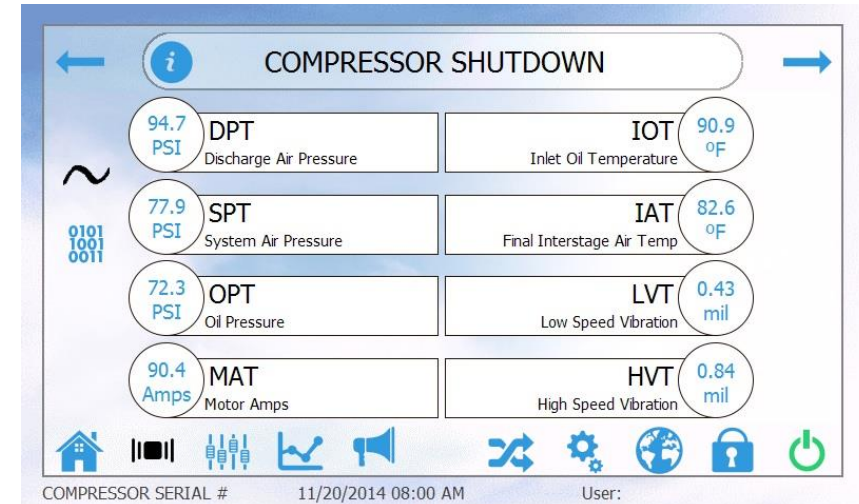 i COMPRESSOR SHUTDOWN
94.7 PSI DPT Discharge Air Pressure
IOT Inlet Oil Temperature 90.9 ºF
77.9 PSI SPT System Air Pressure
IAT Final Interstage Air Temp 82.6 ºF
0101
1001
0011
72.3 PSI OPT Oil Pressure
LVT Low Speed Vibration 0.43 mil
90.4 Amps MAT Motor Amps
HVT High Speed Vibration 0.84 mil
COMPRESSOR SERIAL # 11/20/2014 08:00 AM User: